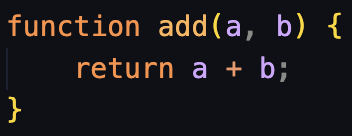 function add(a, b) {
    return a + b;
}